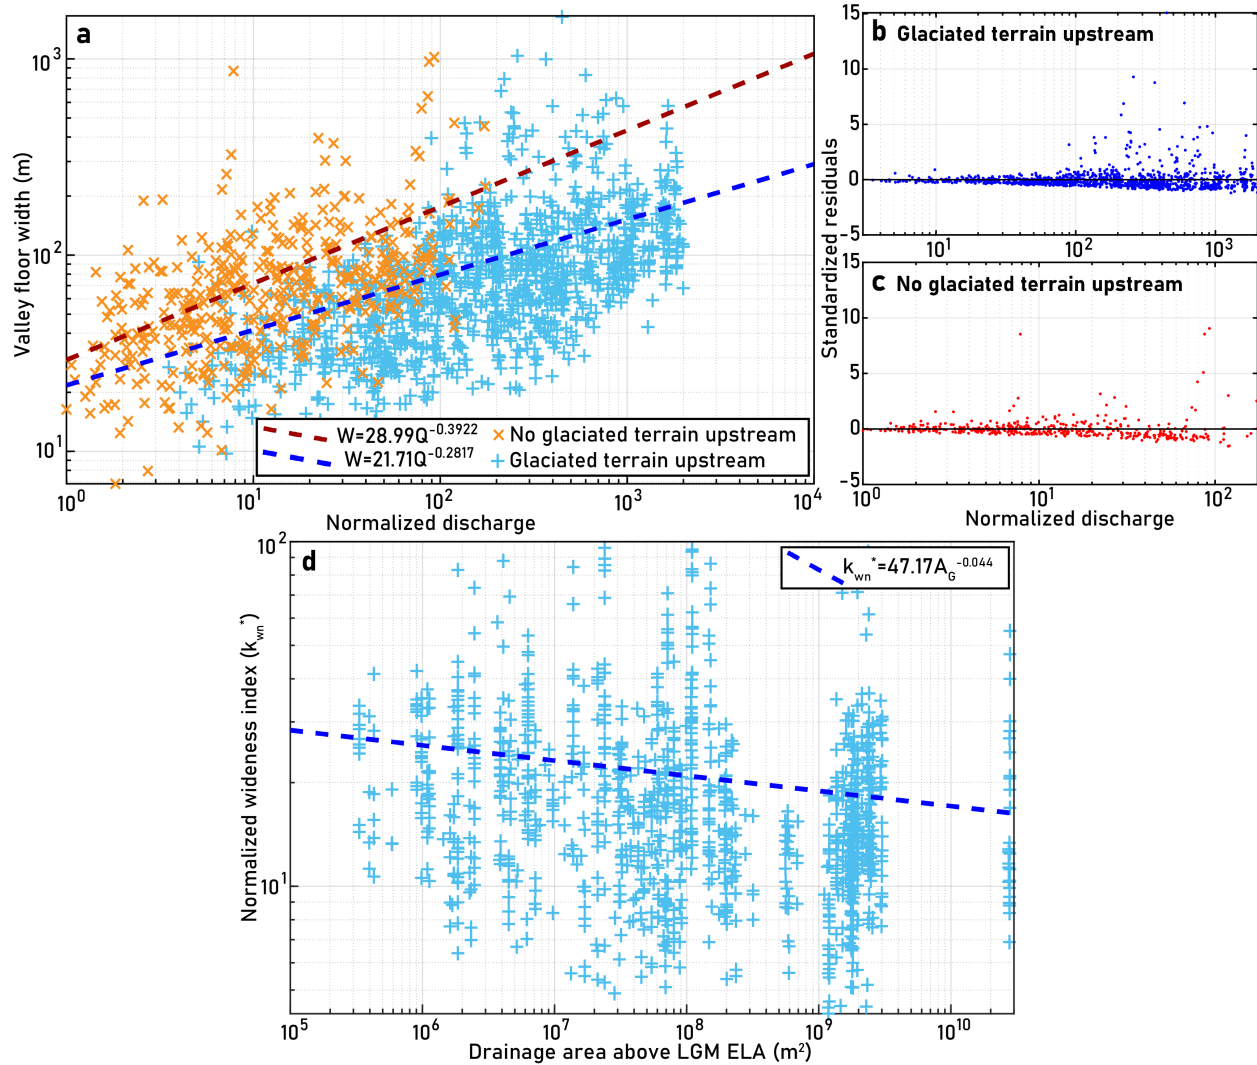 a
Valley floor width (m)
10³
10²
10¹
W=28.99Q^-0.3922
W=21.71Q^-0.2817
No glaciated terrain upstream
Glaciated terrain upstream
10⁰ 10¹ 10² 10³ 10⁴
Normalized discharge
b Glaciated terrain upstream
15
10
5
0
−5
10¹ 10² 10³
Standardized residuals
c No glaciated terrain upstream
15
10
5
0
−5
10⁰ 10¹ 10²
Normalized discharge
d
k_wn*=47.17A_G^-0.044
Normalized wideness index (k_wn*)
10²
10¹
10⁵ 10⁶ 10⁷ 10⁸ 10⁹ 10¹⁰
Drainage area above LGM ELA (m²)